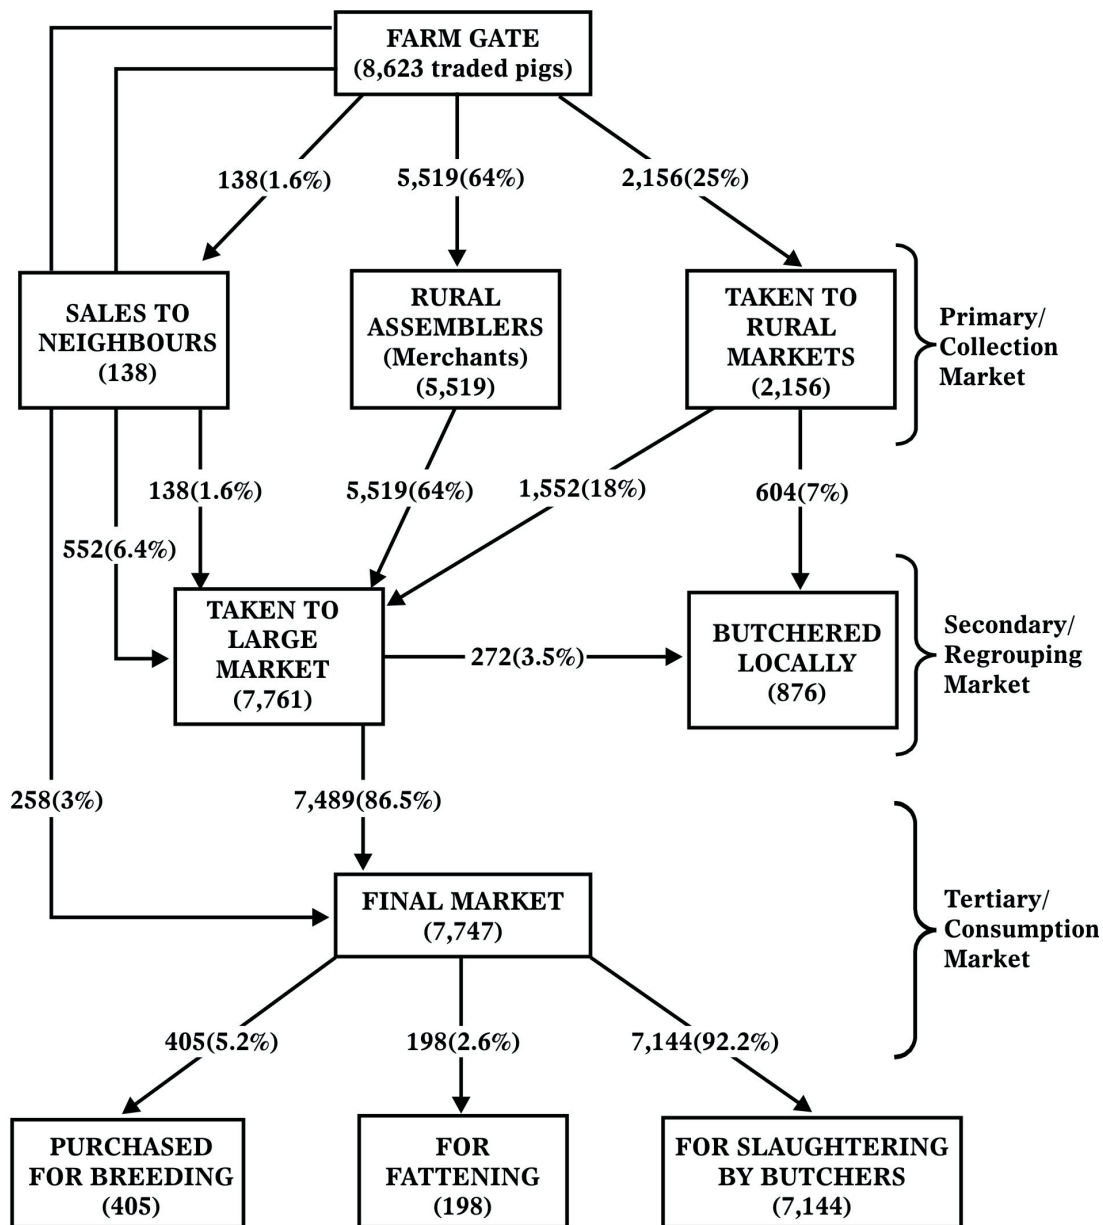 FARM GATE
(8,623 traded pigs)
138(1.6%)
5,519(64%)
2,156(25%)
SALES TO
NEIGHBOURS
(138)
RURAL
ASSEMBLERS
(Merchants)
(5,519)
TAKEN TO
RURAL
MARKETS
(2,156)
Primary/
Collection
Market
138(1.6%)
5,519(64%)
1,552(18%)
604(7%)
552(6.4%)
TAKEN TO
LARGE
MARKET
(7,761)
272(3.5%)
BUTCHERED
LOCALLY
(876)
Secondary/
Regrouping
Market
258(3%)
7,489(86.5%)
FINAL MARKET
(7,747)
Tertiary/
Consumption
Market
405(5.2%)
198(2.6%)
7,144(92.2%)
PURCHASED
FOR BREEDING
(405)
FOR
FATTENING
(198)
FOR SLAUGHTERING
BY BUTCHERS
(7,144)